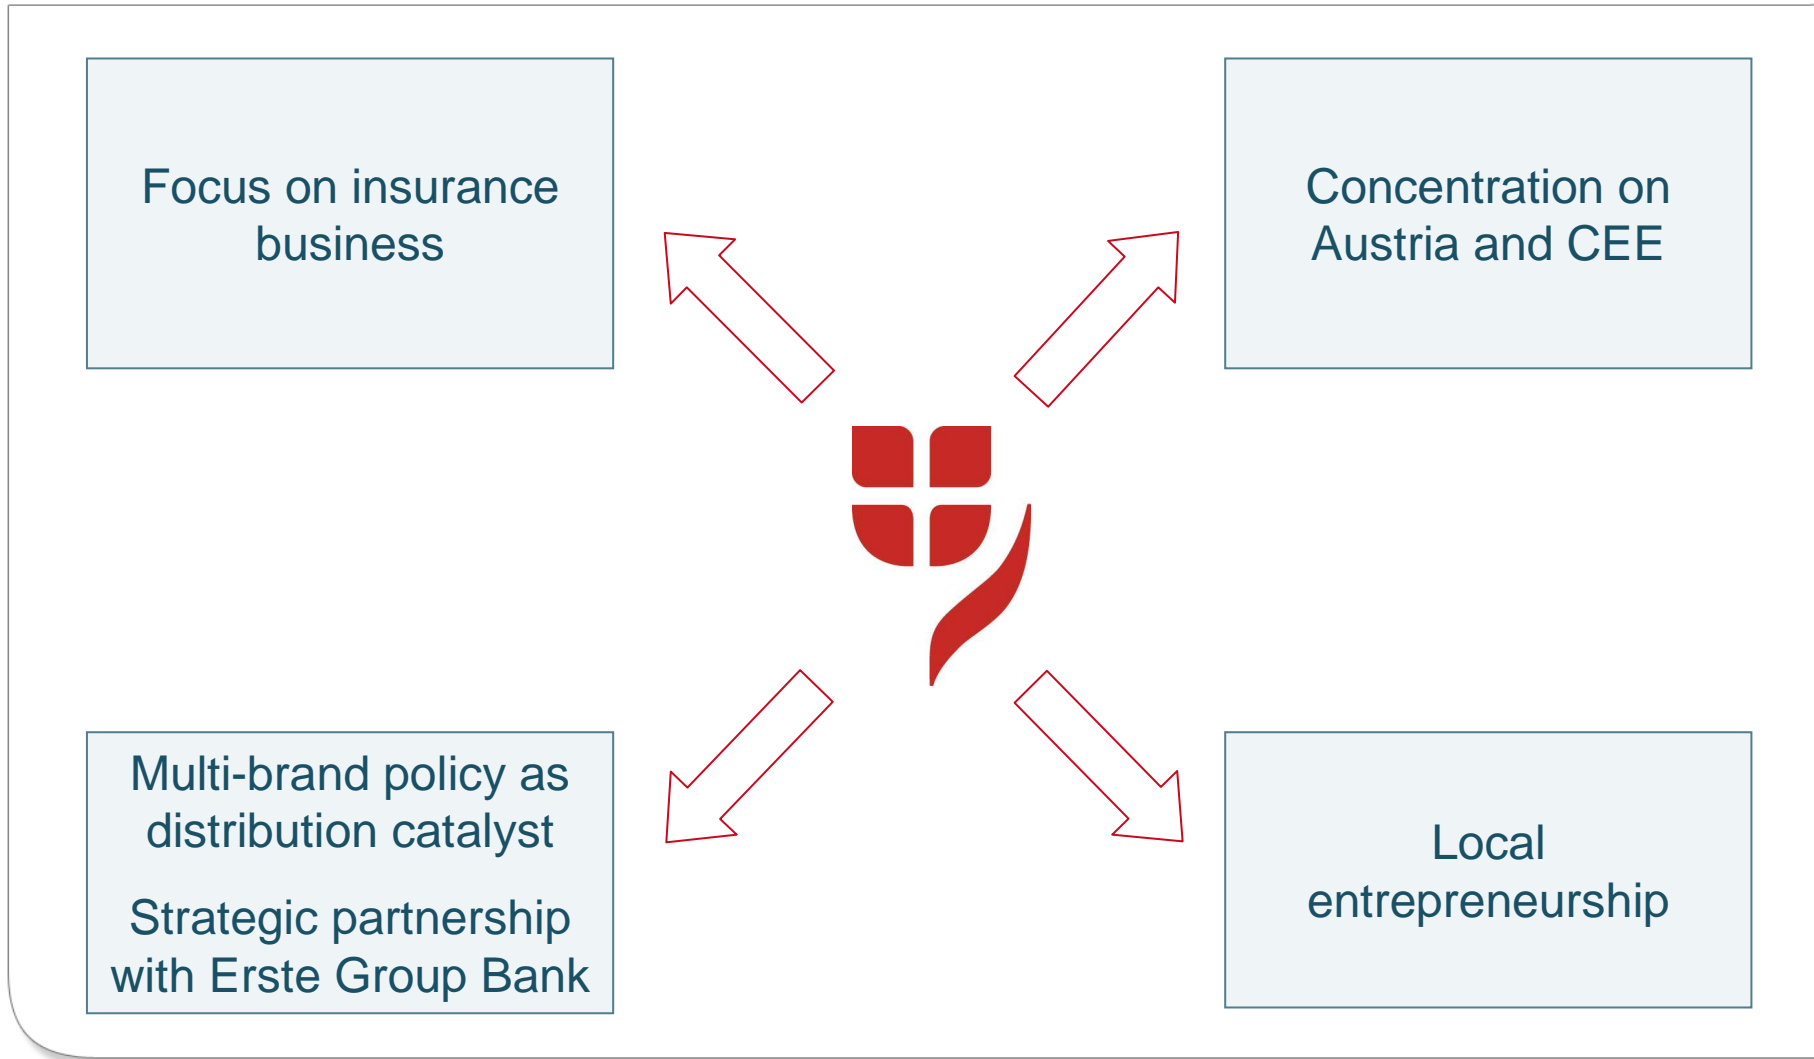 Focus on insurance
business
Concentration on
Austria and CEE
Multi-brand policy as
distribution catalyst
Strategic partnership
with Erste Group Bank
Local
entrepreneurship